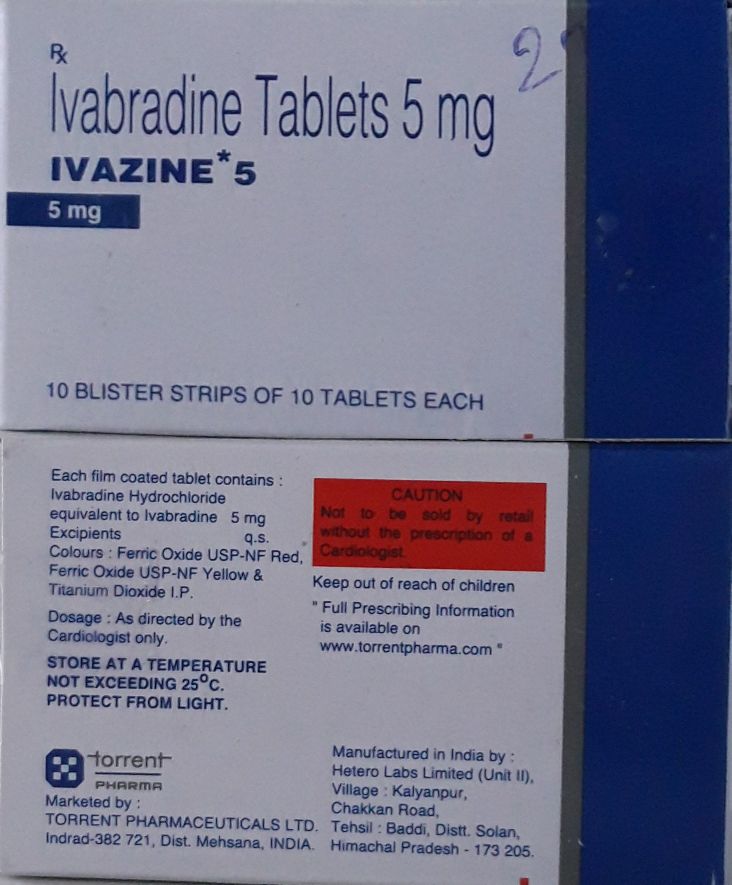 Rx
Ivabradine Tablets 5 mg
IVAZINE*5
5 mg
10 BLISTER STRIPS OF 10 TABLETS EACH
Each film coated tablet contains :
Ivabradine Hydrochloride
equivalent to Ivabradine 5 mg
Excipients q.s.
Colours : Ferric Oxide USP-NF Red,
Ferric Oxide USP-NF Yellow &
Titanium Dioxide I.P.
Dosage : As directed by the
Cardiologist only.
STORE AT A TEMPERATURE
NOT EXCEEDING 25°C.
PROTECT FROM LIGHT.
CAUTION
Not to be sold by retail
without the prescription of a
Cardiologist.
Keep out of reach of children
" Full Prescribing Information
is available on
www.torrentpharma.com "
torrent
PHARMA
Marketed by :
TORRENT PHARMACEUTICALS LTD.
Indrad-382 721, Dist. Mehsana, INDIA.
Manufactured in India by :
Hetero Labs Limited (Unit II),
Village : Kalyanpur,
Chakkan Road,
Tehsil : Baddi, Distt. Solan,
Himachal Pradesh - 173 205.